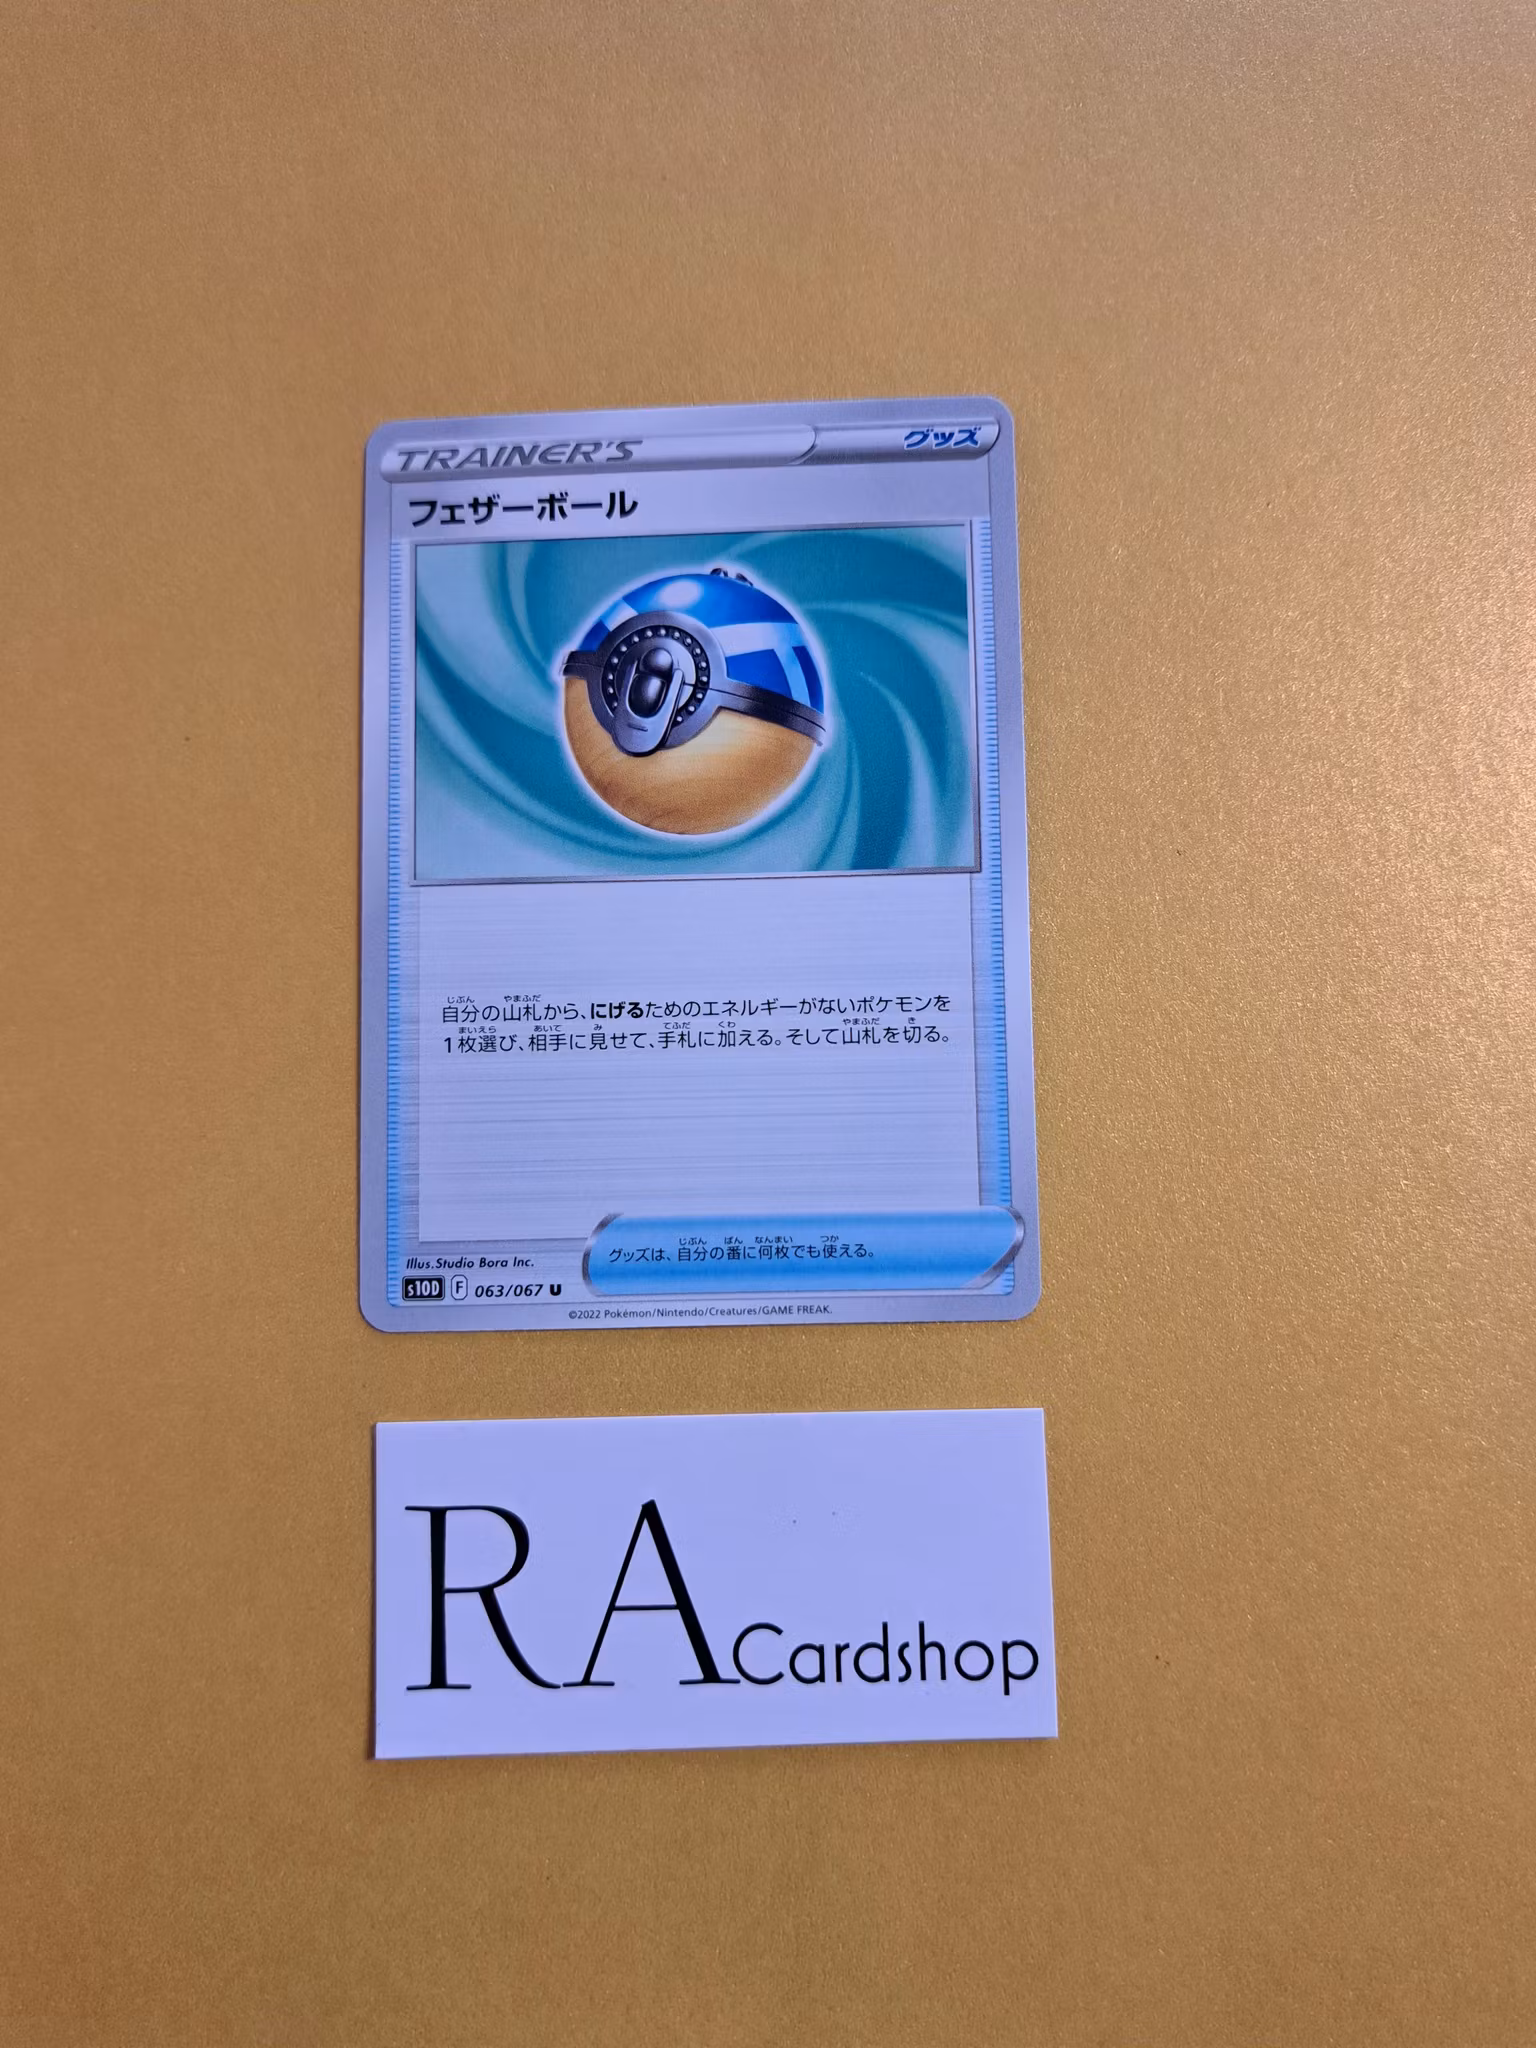 TRAINER'S グッズ
フェザーボール
自分の山札から、にげるためのエネルギーがないポケモンを
1枚選び、相手に見せて、手札に加える。そして山札を切る。
グッズは、自分の番に何枚でも使える。
Illus.Studio Bora Inc.
s10D F 063/067 U
©2022 Pokémon/Nintendo/Creatures/GAME FREAK.
RA Cardshop